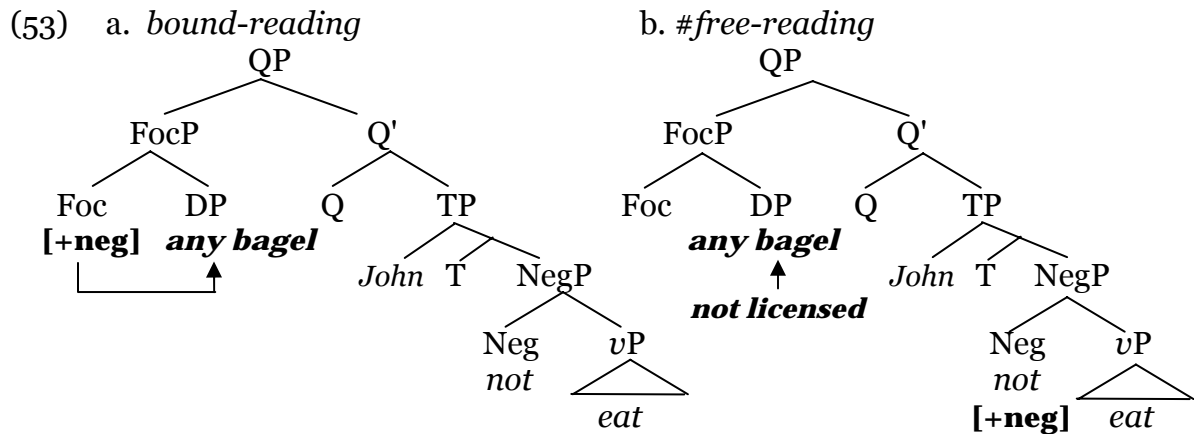 (53) a. bound-reading b. #free-reading
QP QP
FocP Q' FocP Q'
Foc DP Q TP Foc DP Q TP
[+neg] any bagel any bagel
John T NegP John T NegP
not licensed
Neg vP Neg vP
not not
eat [+neg] eat